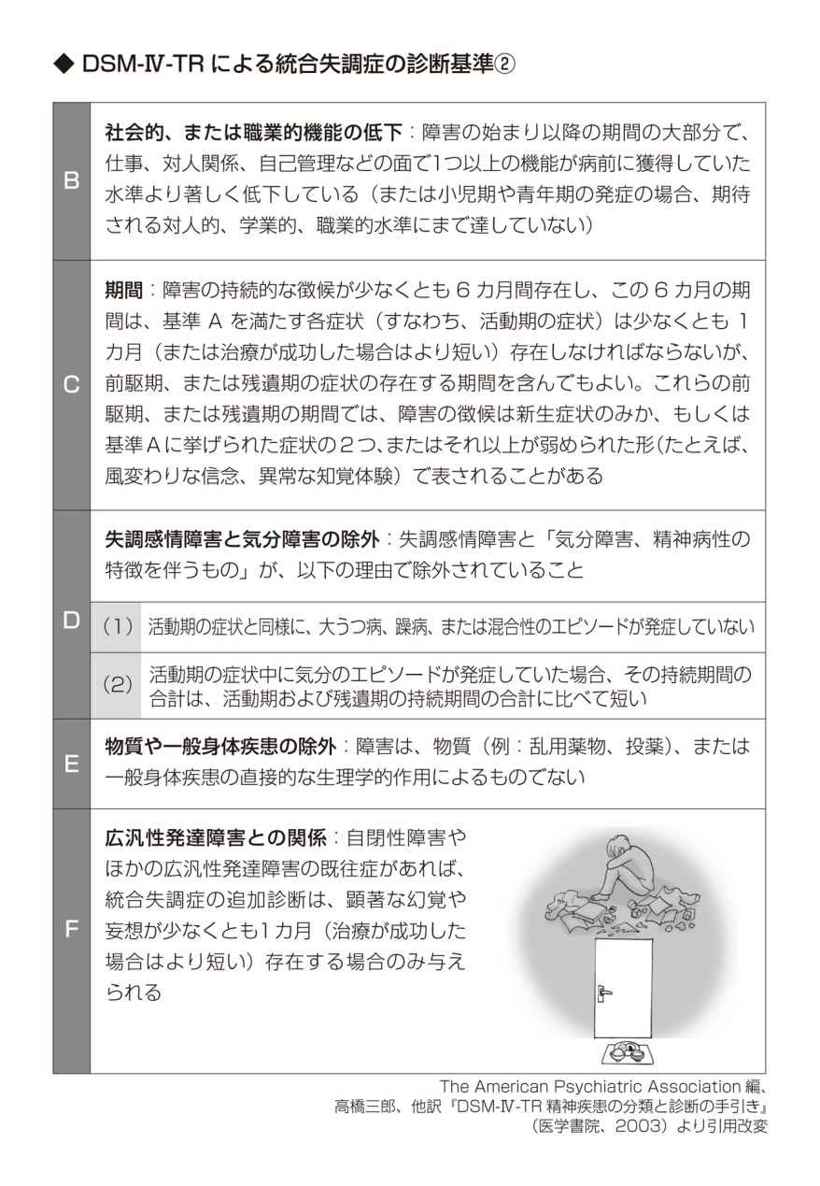 ◆ DSM-Ⅳ-TR による統合失調症の診断基準②
B
社会的、または職業的機能の低下：障害の始まり以降の期間の大部分で、
仕事、対人関係、自己管理などの面で1つ以上の機能が病前に獲得していた
水準より著しく低下している（または小児期や青年期の発症の場合、期待
される対人的、学業的、職業的水準にまで達していない）
C
期間：障害の持続的な徴候が少なくとも 6 カ月間存在し、この 6 カ月の期
間は、基準 A を満たす各症状（すなわち、活動期の症状）は少なくとも 1
カ月（または治療が成功した場合はより短い）存在しなければならないが、
前駆期、または残遺期の症状の存在する期間を含んでもよい。これらの前
駆期、または残遺期の期間では、障害の徴候は新生症状のみか、もしくは
基準Aに挙げられた症状の2つ、またはそれ以上が弱められた形（たとえば、
風変わりな信念、異常な知覚体験）で表されることがある
D
失調感情障害と気分障害の除外：失調感情障害と「気分障害、精神病性の
特徴を伴うもの」が、以下の理由で除外されていること
（1） 活動期の症状と同様に、大うつ病、躁病、または混合性のエピソードが発症していない
（2） 活動期の症状中に気分のエピソードが発症していた場合、その持続期間の
合計は、活動期および残遺期の持続期間の合計に比べて短い
E
物質や一般身体疾患の除外：障害は、物質（例：乱用薬物、投薬）、または
一般身体疾患の直接的な生理学的作用によるものでない
F
広汎性発達障害との関係：自閉性障害や
ほかの広汎性発達障害の既往症があれば、
統合失調症の追加診断は、顕著な幻覚や
妄想が少なくとも1カ月（治療が成功した
場合はより短い）存在する場合のみ与え
られる
The American Psychiatric Association 編、
高橋三郎、他訳『DSM-Ⅳ-TR 精神疾患の分類と診断の手引き』
（医学書院、2003）より引用改変